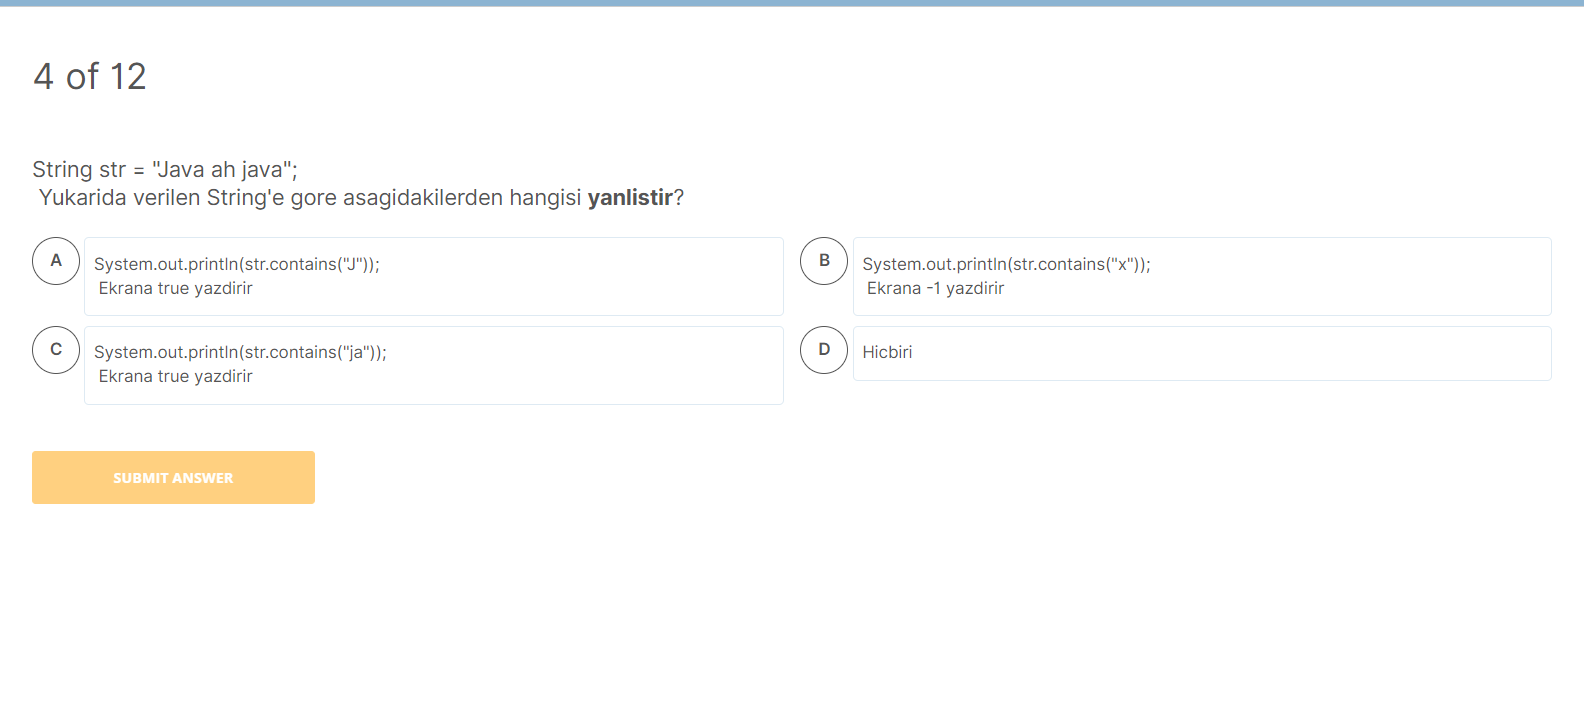 4 of 12
String str = "Java ah java";
Yukarida verilen String'e gore asagidakilerden hangisi yanlistir?
A
System.out.println(str.contains("J"));
Ekrana true yazdirir
B
System.out.println(str.contains("x"));
Ekrana -1 yazdirir
C
System.out.println(str.contains("ja"));
Ekrana true yazdirir
D
Hicbiri
SUBMIT ANSWER